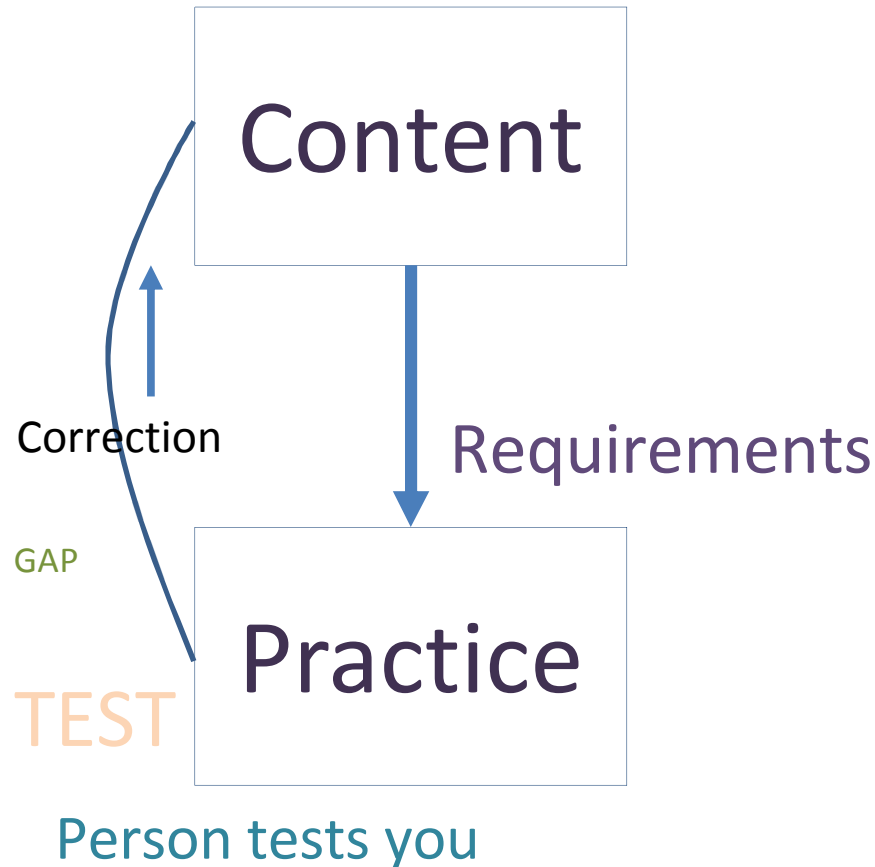 Content
Correction
Requirements
GAP
Practice
TEST
Person tests you